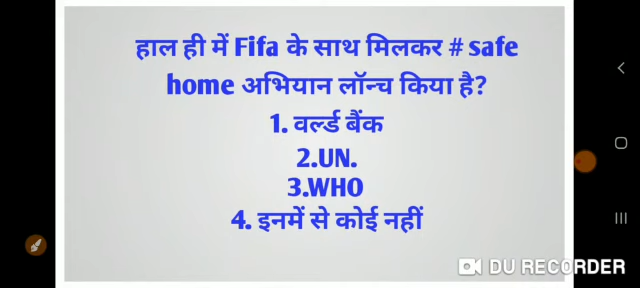 हाल ही में Fifa के साथ मिलकर # safe
home अभियान लॉन्च किया है?
1. वर्ल्ड बैंक
2.UN.
3.WHO
4. इनमें से कोई नहीं
DU RECORDER